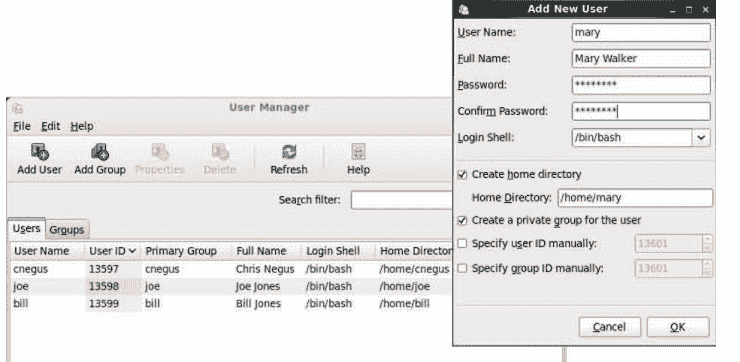 Add New User
User Name: mary
Full Name: Mary Walker
Password: ********
Confirm Password: ********
Login Shell: /bin/bash
Create home directory
Home Directory: /home/mary
Create a private group for the user
Specify user ID manually: 13601
Specify group ID manually: 13601
Cancel OK
User Manager
File Edit Help
Add User Add Group Properties Delete Refresh Help
Search filter:
Users Groups
User Name User ID Primary Group Full Name Login Shell Home Director
cnegus 13597 cnegus Chris Negus /bin/bash /home/cnegus
joe 13598 joe Joe Jones /bin/bash /home/joe
bill 13599 bill Bill Jones /bin/bash /home/bill